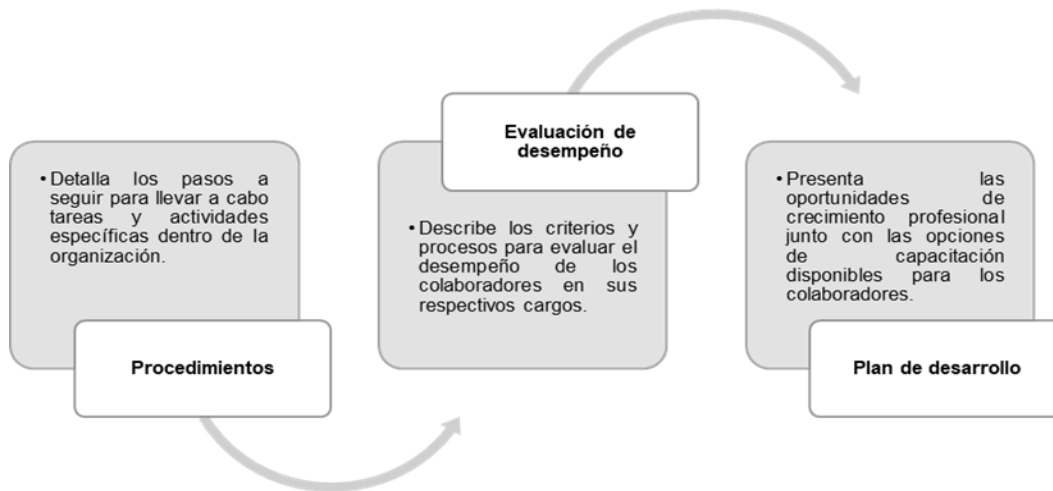 • Detalla los pasos a
seguir para llevar a cabo
tareas y actividades
específicas dentro de la
organización.
Procedimientos
Evaluación de
desempeño
• Describe los criterios y
procesos para evaluar el
desempeño de los
colaboradores en sus
respectivos cargos.
• Presenta las
oportunidades de
crecimiento profesional
junto con las opciones
de capacitación
disponibles para los
colaboradores.
Plan de desarrollo